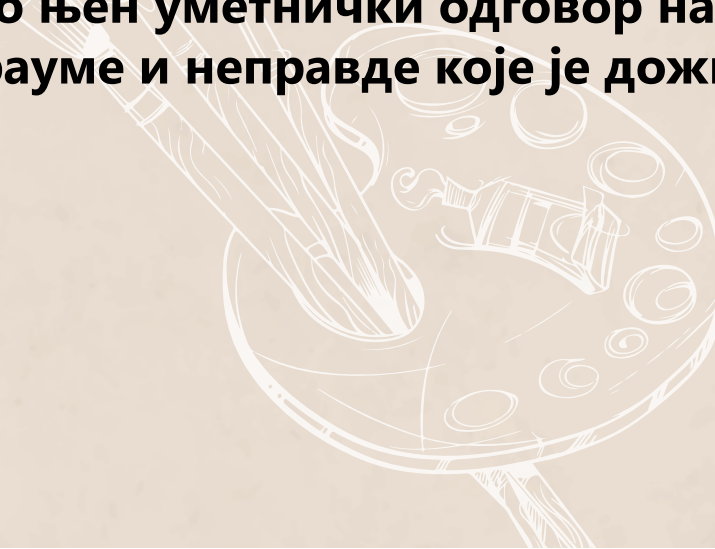 њен уметнички одговор на
и неправде које је